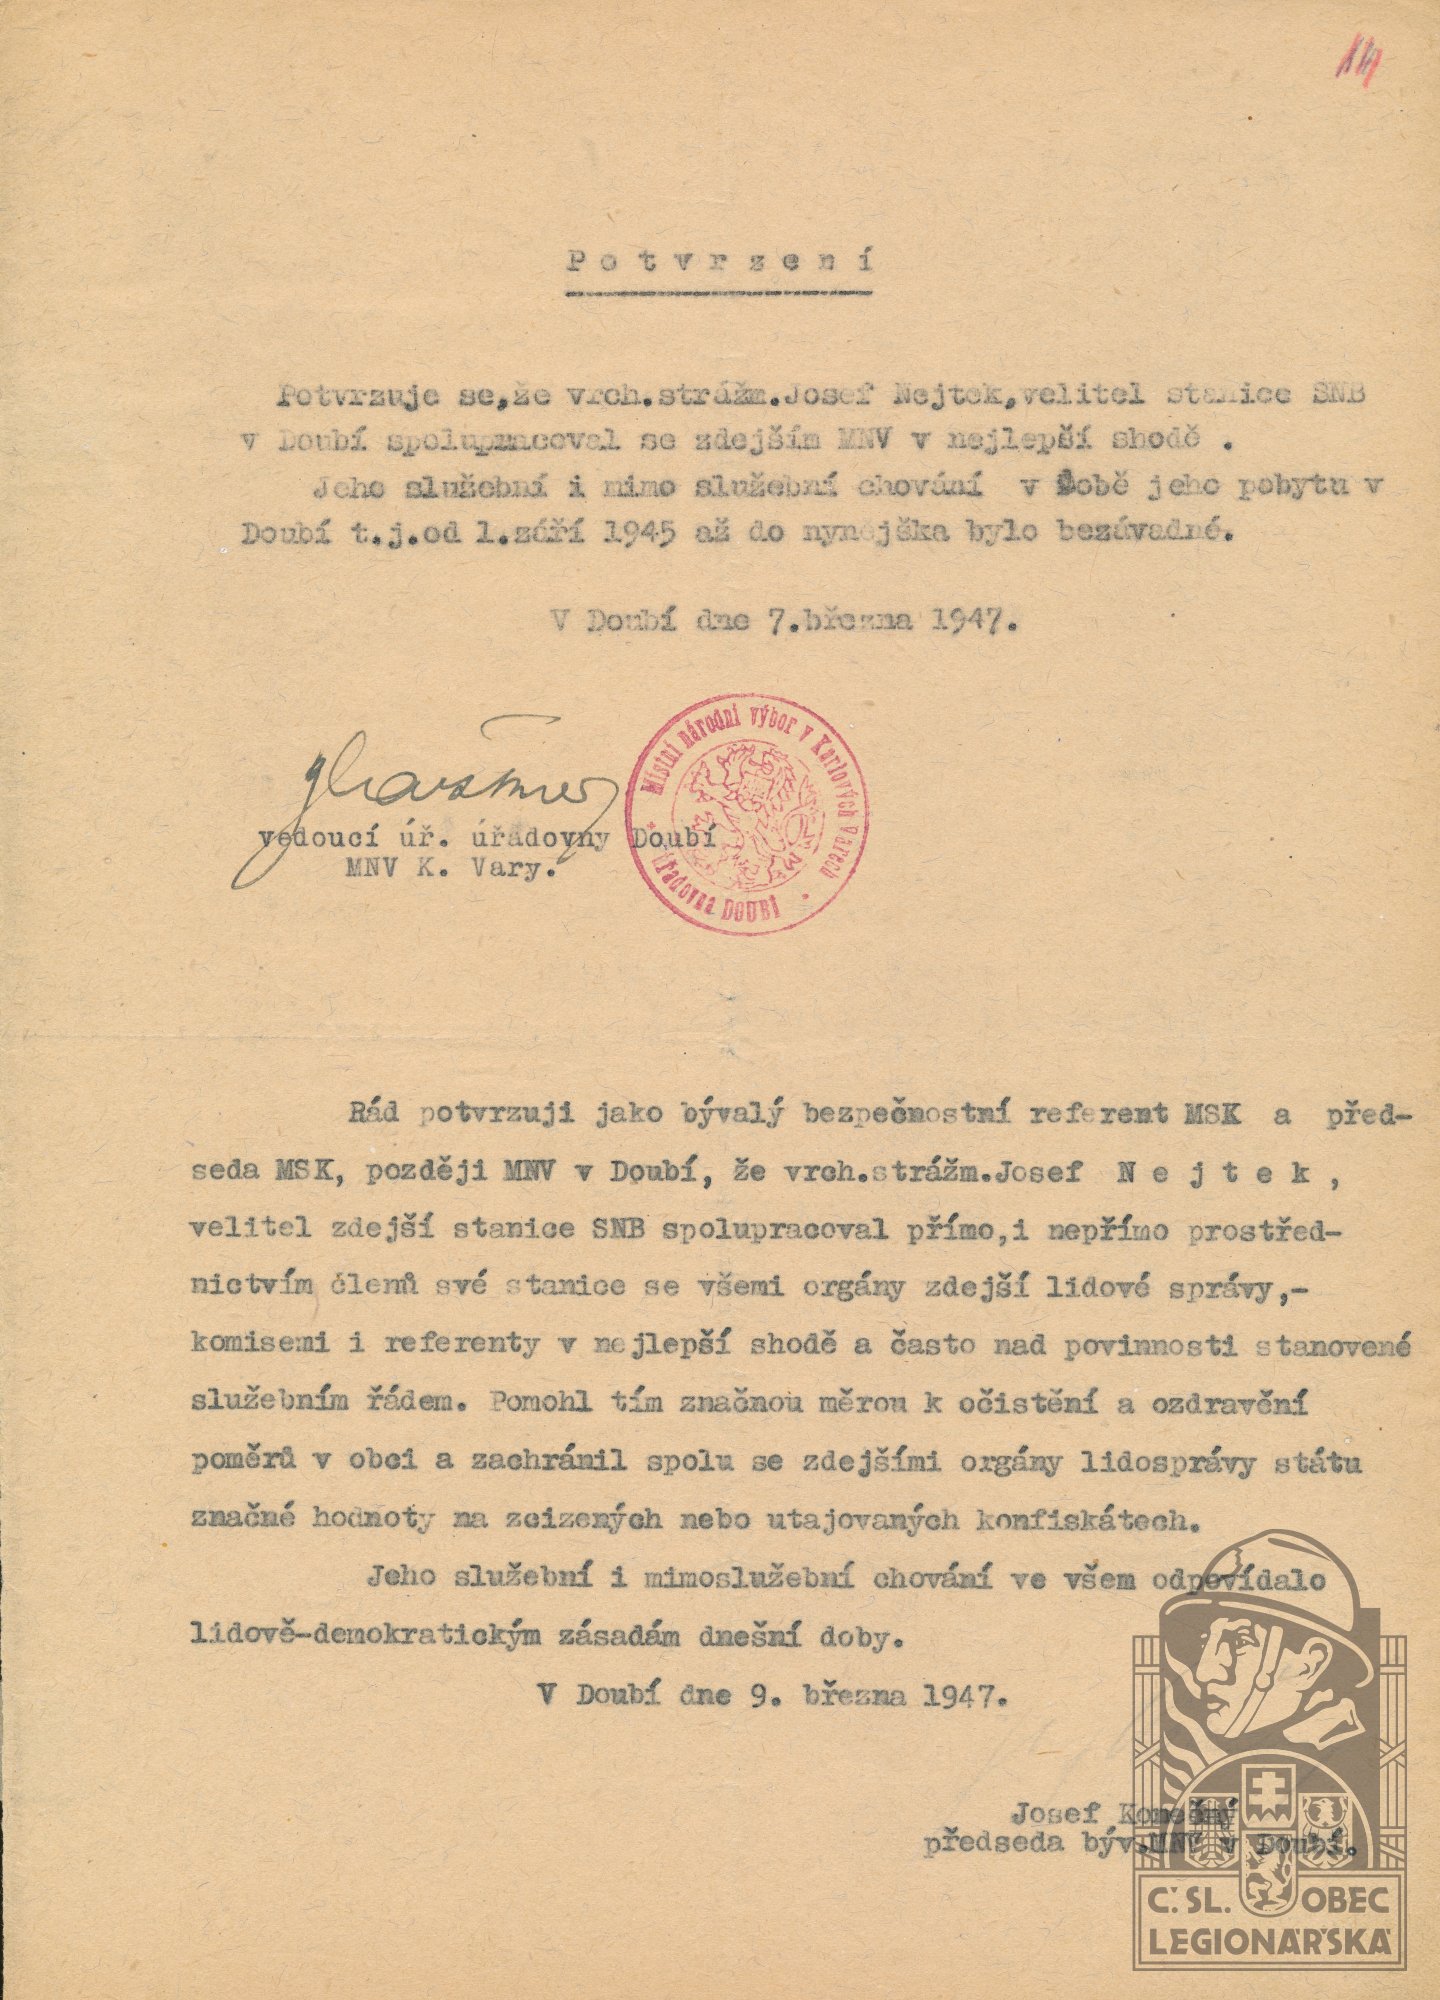 P o t v r z e n í
Potvrzuje se,že vrch.strážm.Josef Nejtek,velitel stanice SNB
v Doubí spolupracoval se zdejším MNV v nejlepší shodě .
Jeho služební i mimo služební chování v době jeho pobytu v
Doubí t.j.od 1.září 1945 až do nynějška bylo bezávadné.
V Doubí dne 7.března 1947.
Místní národní výbor v Karlových Varech
Úřadovna DOUBÍ
vedoucí úř. úřadovny Doubí
MNV K. Vary.
Rád potvrzuji jako bývalý bezpečnostní referent MSK a před-
seda MSK, později MNV v Doubí, že vrch.strážm.Josef N e j t e k ,
velitel zdejší stanice SNB spolupracoval přímo,i nepřímo prostřed-
nictvím členů své stanice se všemi orgány zdejší lidové správy,-
komisemi i referenty v nejlepší shodě a často nad povinnosti stanovené
služebním řádem. Pomohl tím značnou měrou k očistění a ozdravění
poměrů v obci a zachránil spolu se zdejšími orgány lidosprávy státu
značné hodnoty na zcizených nebo utajovaných konfiskátech.
Jeho služební i mimoslužební chování ve všem odpovídalo
lidově-demokratickým zásadám dnešní doby.
V Doubí dne 9. března 1947.
Josef Konečný
předseda býv.MNV v Doubí.
Č.SL. OBEC
LEGIONÁŘSKÁ